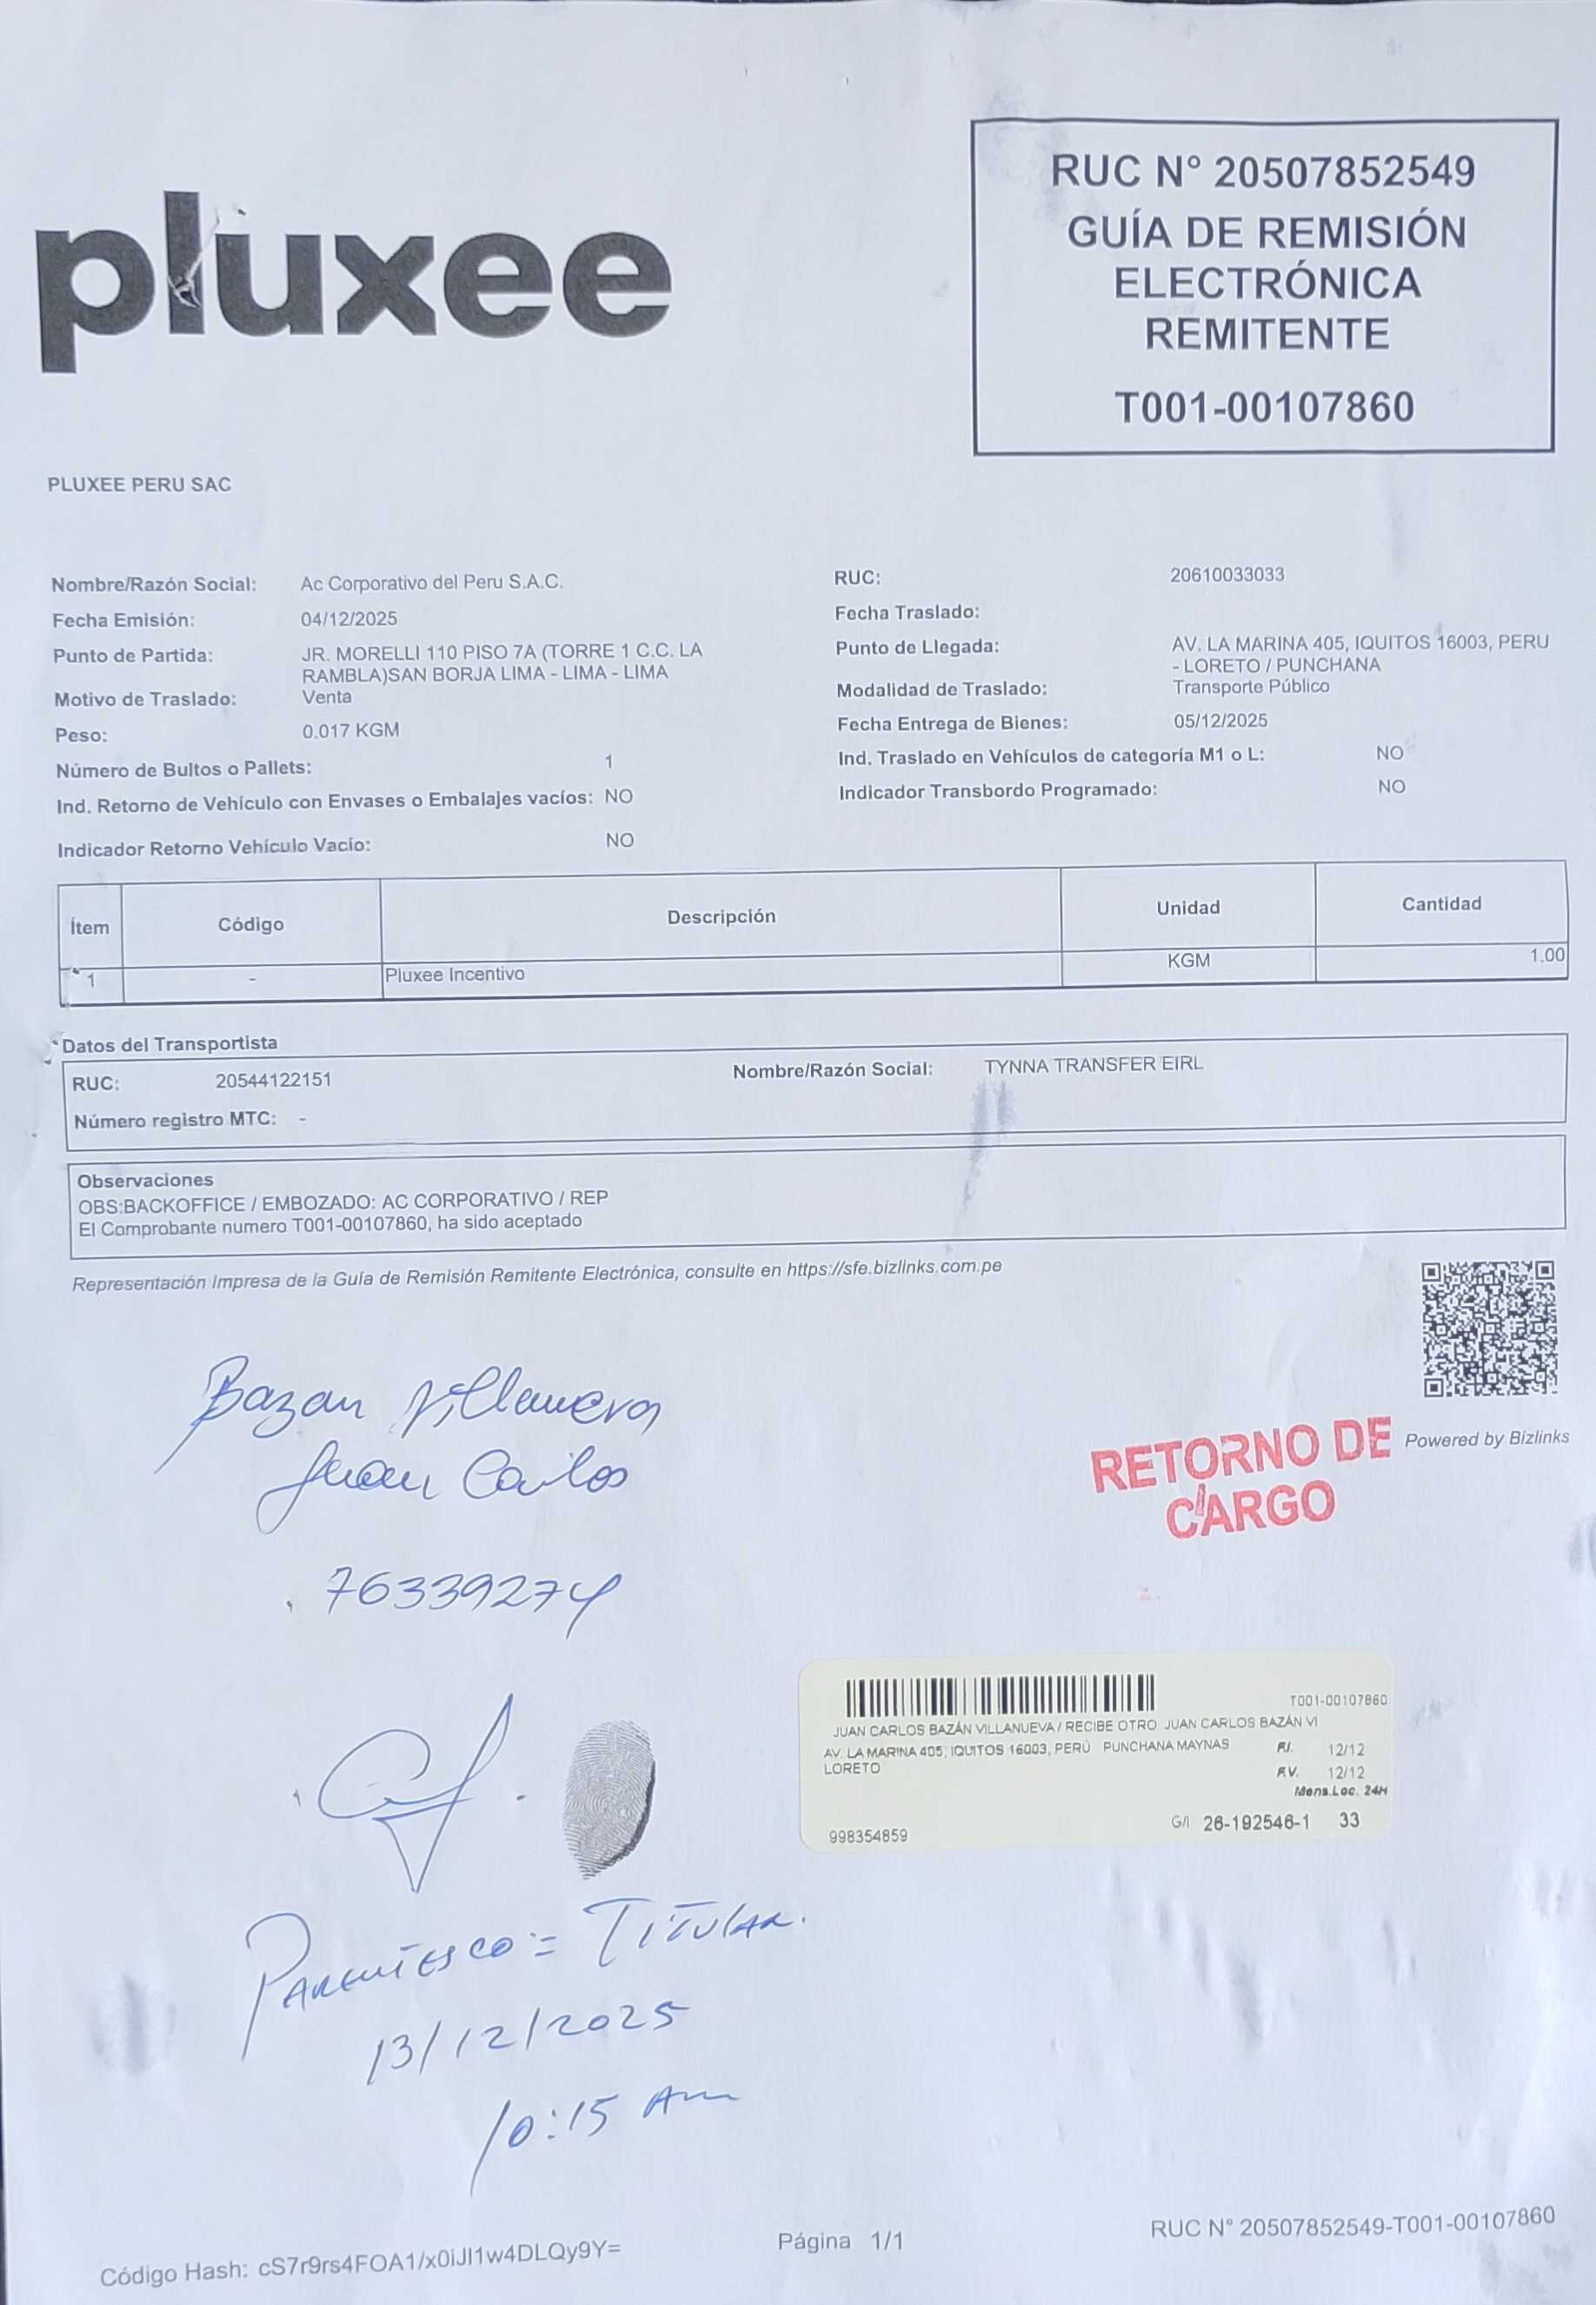 pluxee
RUC N° 20507852549
GUÍA DE REMISIÓN
ELECTRÓNICA
REMITENTE
T001-00107860
PLUXEE PERU SAC
Nombre/Razón Social: Ac Corporativo del Peru S.A.C.
RUC: 20610033033
Fecha Emisión: 04/12/2025
Fecha Traslado:
Punto de Partida: JR. MORELLI 110 PISO 7A (TORRE 1 C.C. LA
RAMBLA)SAN BORJA LIMA - LIMA - LIMA
Punto de Llegada: AV. LA MARINA 405, IQUITOS 16003, PERU
- LORETO / PUNCHANA
Motivo de Traslado: Venta
Modalidad de Traslado: Transporte Público
Peso: 0.017 KGM
Fecha Entrega de Bienes: 05/12/2025
Número de Bultos o Pallets: 1
Ind. Traslado en Vehículos de categoría M1 o L: NO
Ind. Retorno de Vehículo con Envases o Embalajes vacíos: NO
Indicador Transbordo Programado: NO
Indicador Retorno Vehículo Vacío: NO
Ítem Código Descripción Unidad Cantidad
1 - Pluxee Incentivo KGM 1.00
Datos del Transportista
RUC: 20544122151 Nombre/Razón Social: TYNNA TRANSFER EIRL
Número registro MTC: -
Observaciones
OBS:BACKOFFICE / EMBOZADO: AC CORPORATIVO / REP
El Comprobante numero T001-00107860, ha sido aceptado
Representación Impresa de la Guía de Remisión Remitente Electrónica, consulte en https://sfe.bizlinks.com.pe
Powered by Bizlinks
RETORNO DE
CARGO
Bazan Villanueva
Juan Carlos
76339274
T001-00107860
JUAN CARLOS BAZÁN VILLANUEVA / RECIBE OTRO JUAN CARLOS BAZÁN VI
AV. LA MARINA 405, IQUITOS 16003, PERÚ PUNCHANA MAYNAS
LORETO
F.I. 12/12
F.V. 12/12
Mens.Loc. 24H
998354859
G/I 26-192546-1 33
PARENTESCO = TITULAR.
13/12/2025
10:15 Am
Código Hash: cS7r9rs4FOA1/x0iJI1w4DLQy9Y=
Página 1/1
RUC N° 20507852549-T001-00107860